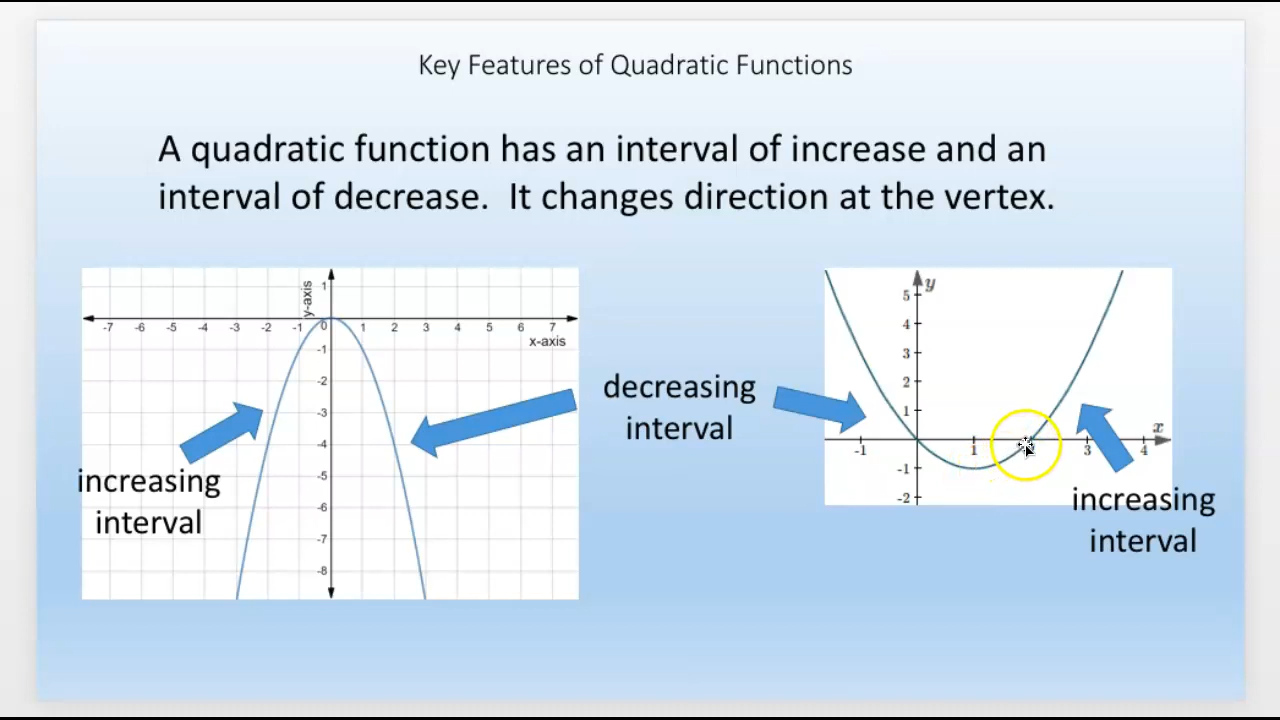 Key Features of Quadratic Functions
A quadratic function has an interval of increase and an
interval of decrease.  It changes direction at the vertex.
y-axis
1
-7 -6 -5 -4 -3 -2 -1 0 1 2 3 4 5 6 7
x-axis
-1
-2
-3
-4
-5
-6
-7
-8
increasing
interval
decreasing
interval
y
5
4
3
2
1
x
-1 1 3 4
-1
-2
increasing
interval